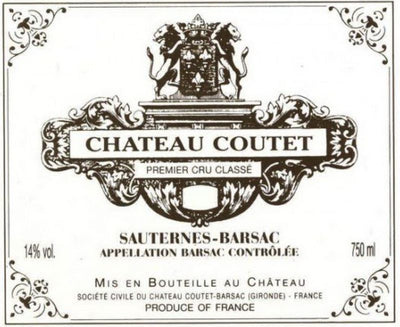 CHATEAU COUTET
PREMIER CRU CLASSÉ
SAUTERNES-BARSAC
14% vol.
APPELLATION BARSAC CONTRÔLÉE
750 ml
MIS EN BOUTEILLE AU CHÂTEAU
SOCIÉTÉ CIVILE DU CHATEAU COUTET-BARSAC (GIRONDE) - FRANCE
PRODUCE OF FRANCE